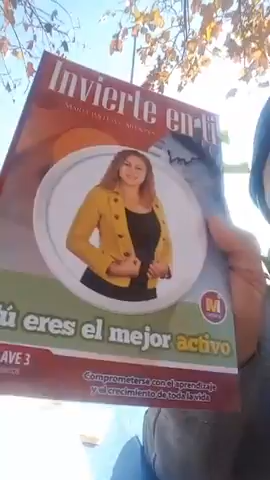 Invierte en ti
ú eres el mejor activo
M
AVE 3
Comprometerse con el aprendizaje
y el crecimiento de toda la vida